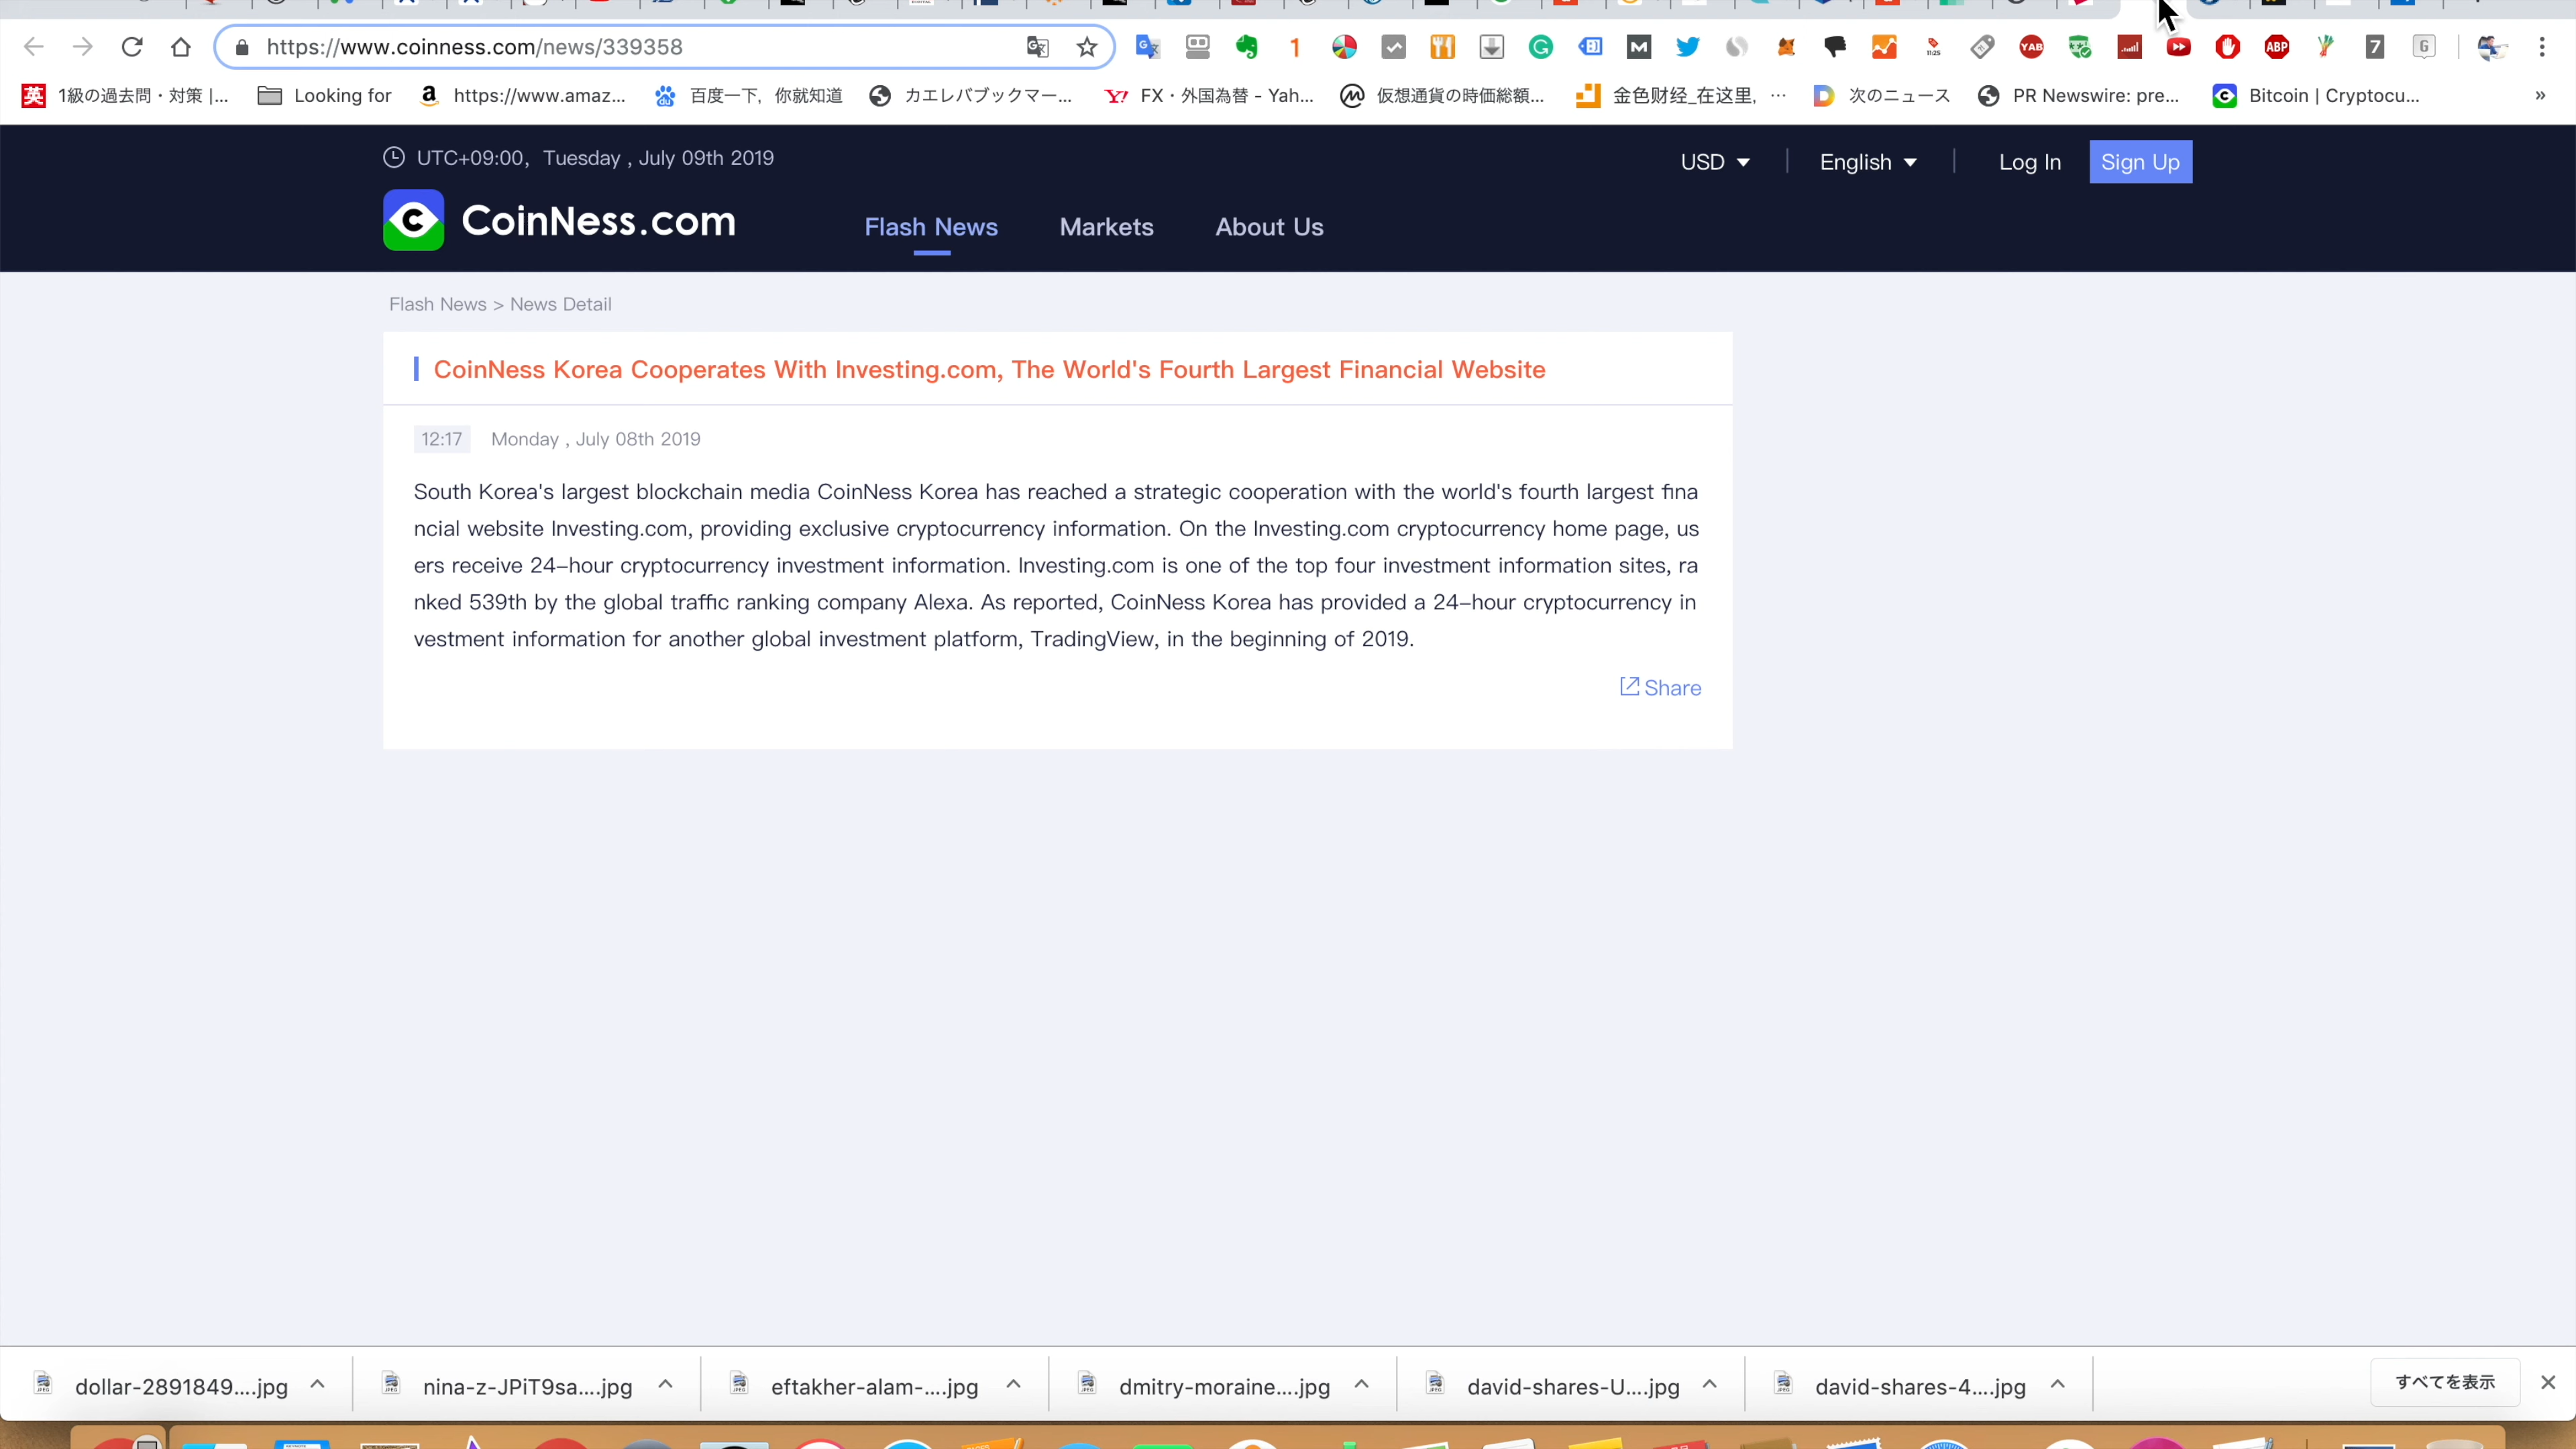 https://www.coinness.com/news/339358
英 1級の過去問・対策 |... Looking for https://www.amaz... 百度一下，你就知道 カエレバブックマー... FX・外国為替 - Yah... 仮想通貨の時価総額... 金色财经_在这里，... 次のニュース PR Newswire: pre... Bitcoin | Cryptocu... »
UTC+09:00, Tuesday , July 09th 2019
USD English Log In Sign Up
CoinNess.com
Flash News Markets About Us
Flash News > News Detail
CoinNess Korea Cooperates With Investing.com, The World's Fourth Largest Financial Website
12:17 Monday , July 08th 2019
South Korea's largest blockchain media CoinNess Korea has reached a strategic cooperation with the world's fourth largest fina
ncial website Investing.com, providing exclusive cryptocurrency information. On the Investing.com cryptocurrency home page, us
ers receive 24-hour cryptocurrency investment information. Investing.com is one of the top four investment information sites, ra
nked 539th by the global traffic ranking company Alexa. As reported, CoinNess Korea has provided a 24-hour cryptocurrency in
vestment information for another global investment platform, TradingView, in the beginning of 2019.
Share
dollar-2891849....jpg nina-z-JPiT9sa....jpg eftakher-alam-....jpg dmitry-moraine....jpg david-shares-U....jpg david-shares-4....jpg すべてを表示